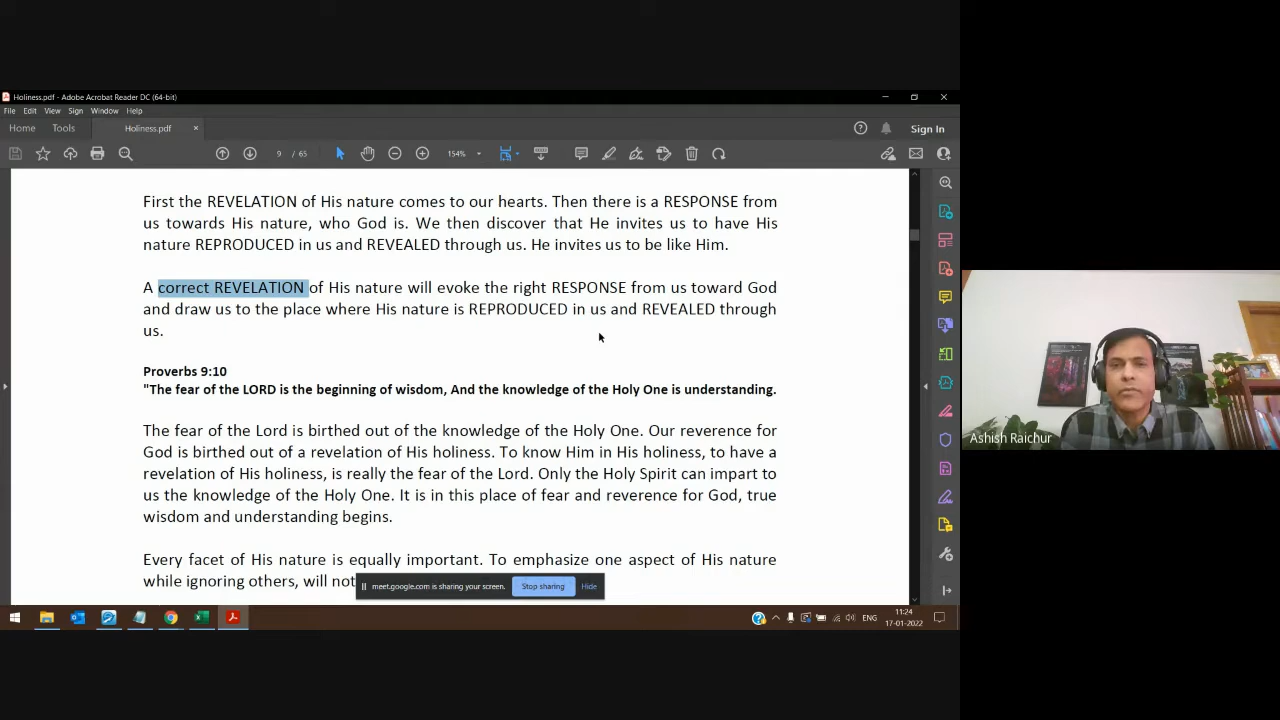 Holiness.pdf - Adobe Acrobat Reader DC (64-bit)
File Edit View Sign Window Help
Home Tools Holiness.pdf × Sign In
9 / 65 154%
First the REVELATION of His nature comes to our hearts. Then there is a RESPONSE from
us towards His nature, who God is. We then discover that He invites us to have His
nature REPRODUCED in us and REVEALED through us. He invites us to be like Him.
A correct REVELATION of His nature will evoke the right RESPONSE from us toward God
and draw us to the place where His nature is REPRODUCED in us and REVEALED through
us.
Proverbs 9:10
"The fear of the LORD is the beginning of wisdom, And the knowledge of the Holy One is understanding.
The fear of the Lord is birthed out of the knowledge of the Holy One. Our reverence for
God is birthed out of a revelation of His holiness. To know Him in His holiness, to have a
revelation of His holiness, is really the fear of the Lord. Only the Holy Spirit can impart to
us the knowledge of the Holy One. It is in this place of fear and reverence for God, true
wisdom and understanding begins.
Every facet of His nature is equally important. To emphasize one aspect of His nature
while ignoring others, will not
meet.google.com is sharing your screen. Stop sharing Hide
ENG
11:24
17-01-2022
Ashish Raichur